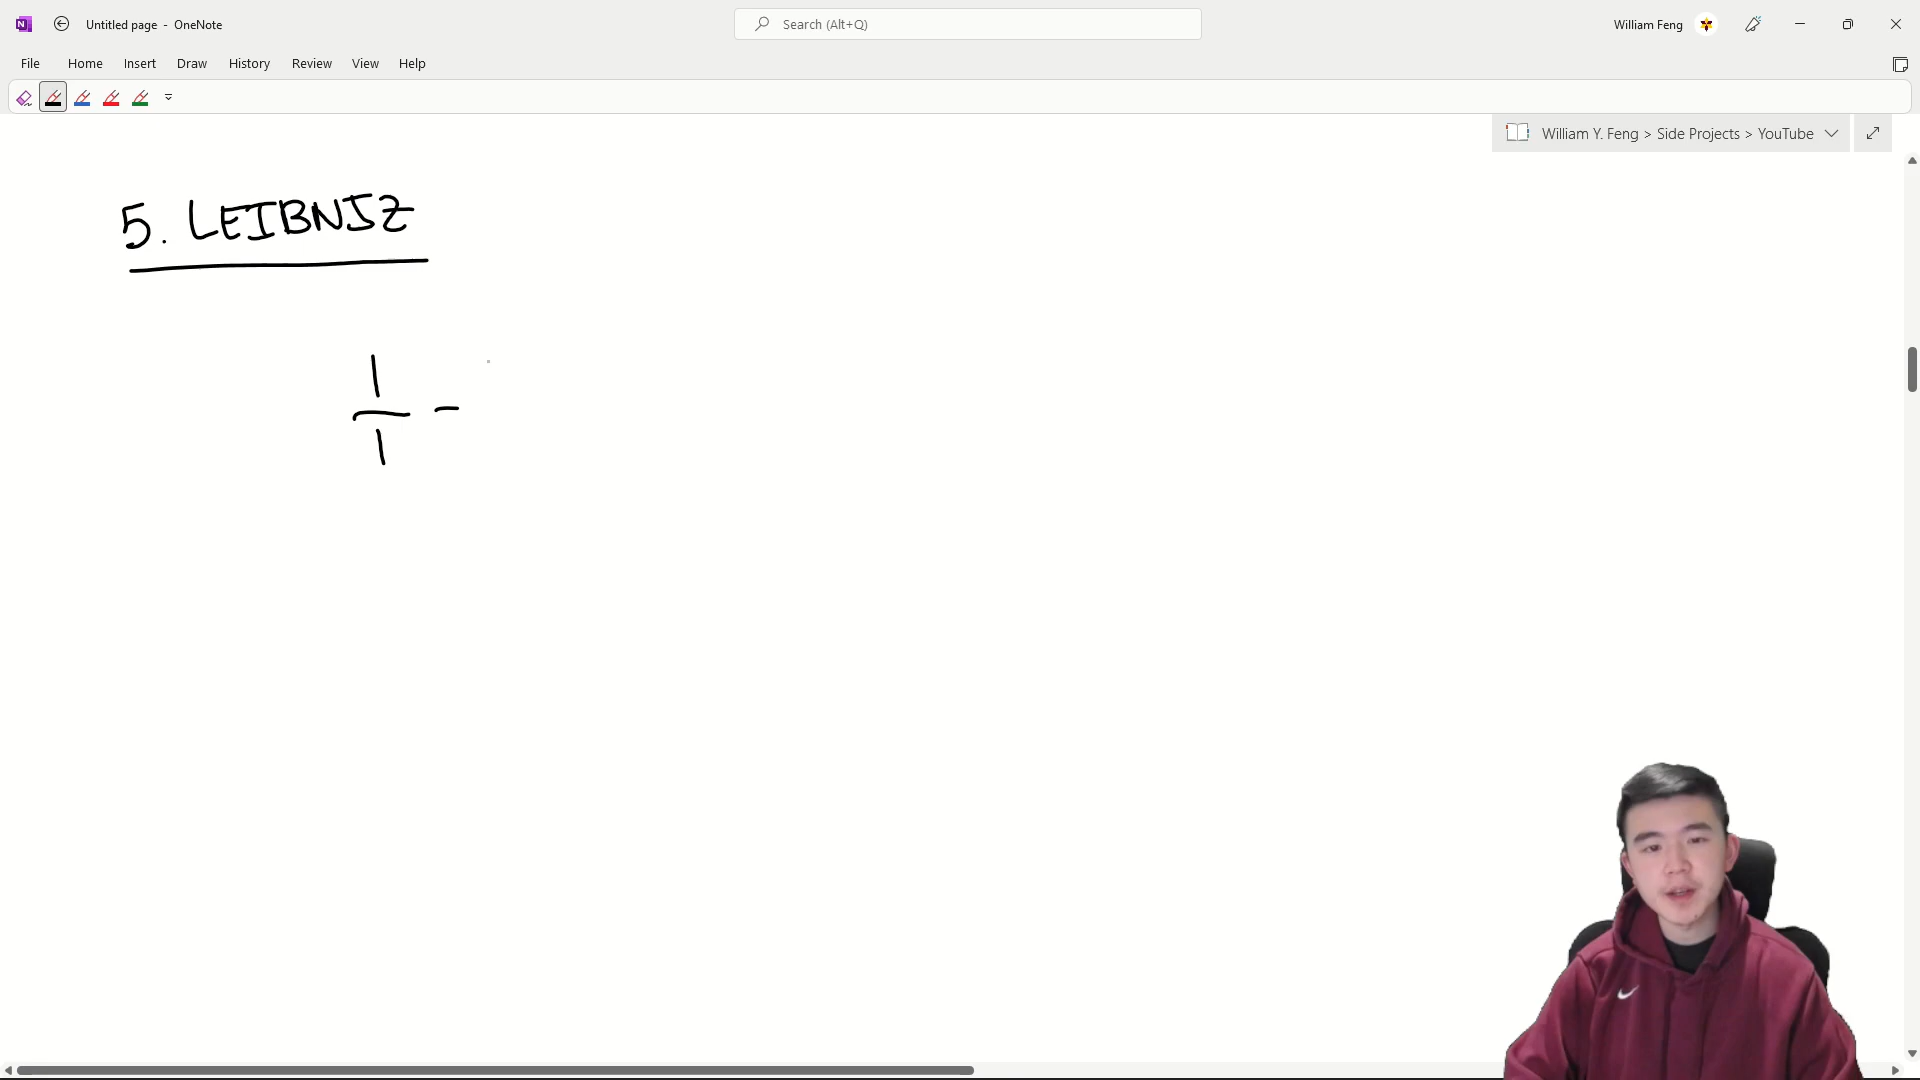 Untitled page - OneNote
Search (Alt+Q)
William Feng
File Home Insert Draw History Review View Help
William Y. Feng > Side Projects > YouTube
5. LEIBNIZ
1
1
-